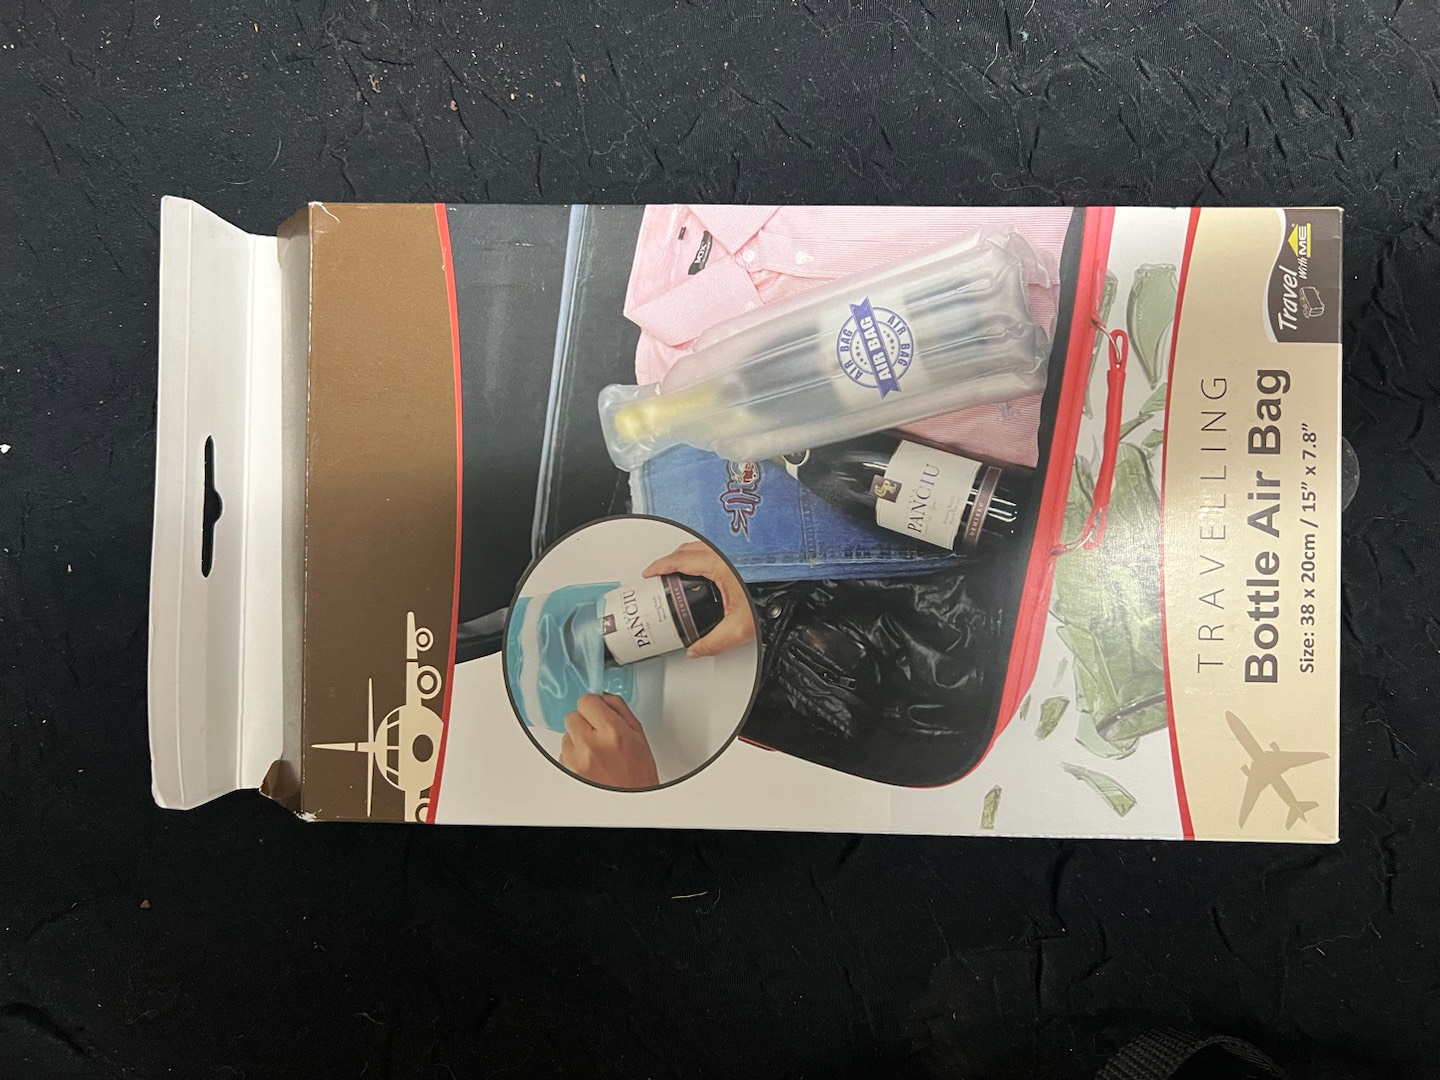 VOX
AIR BAG
AIR BAG
AIR BAG
PANCIU
PANCIU
Travel
With ME
TRAVELLING
Bottle Air Bag
Size: 38 x 20cm / 15” x 7.8”